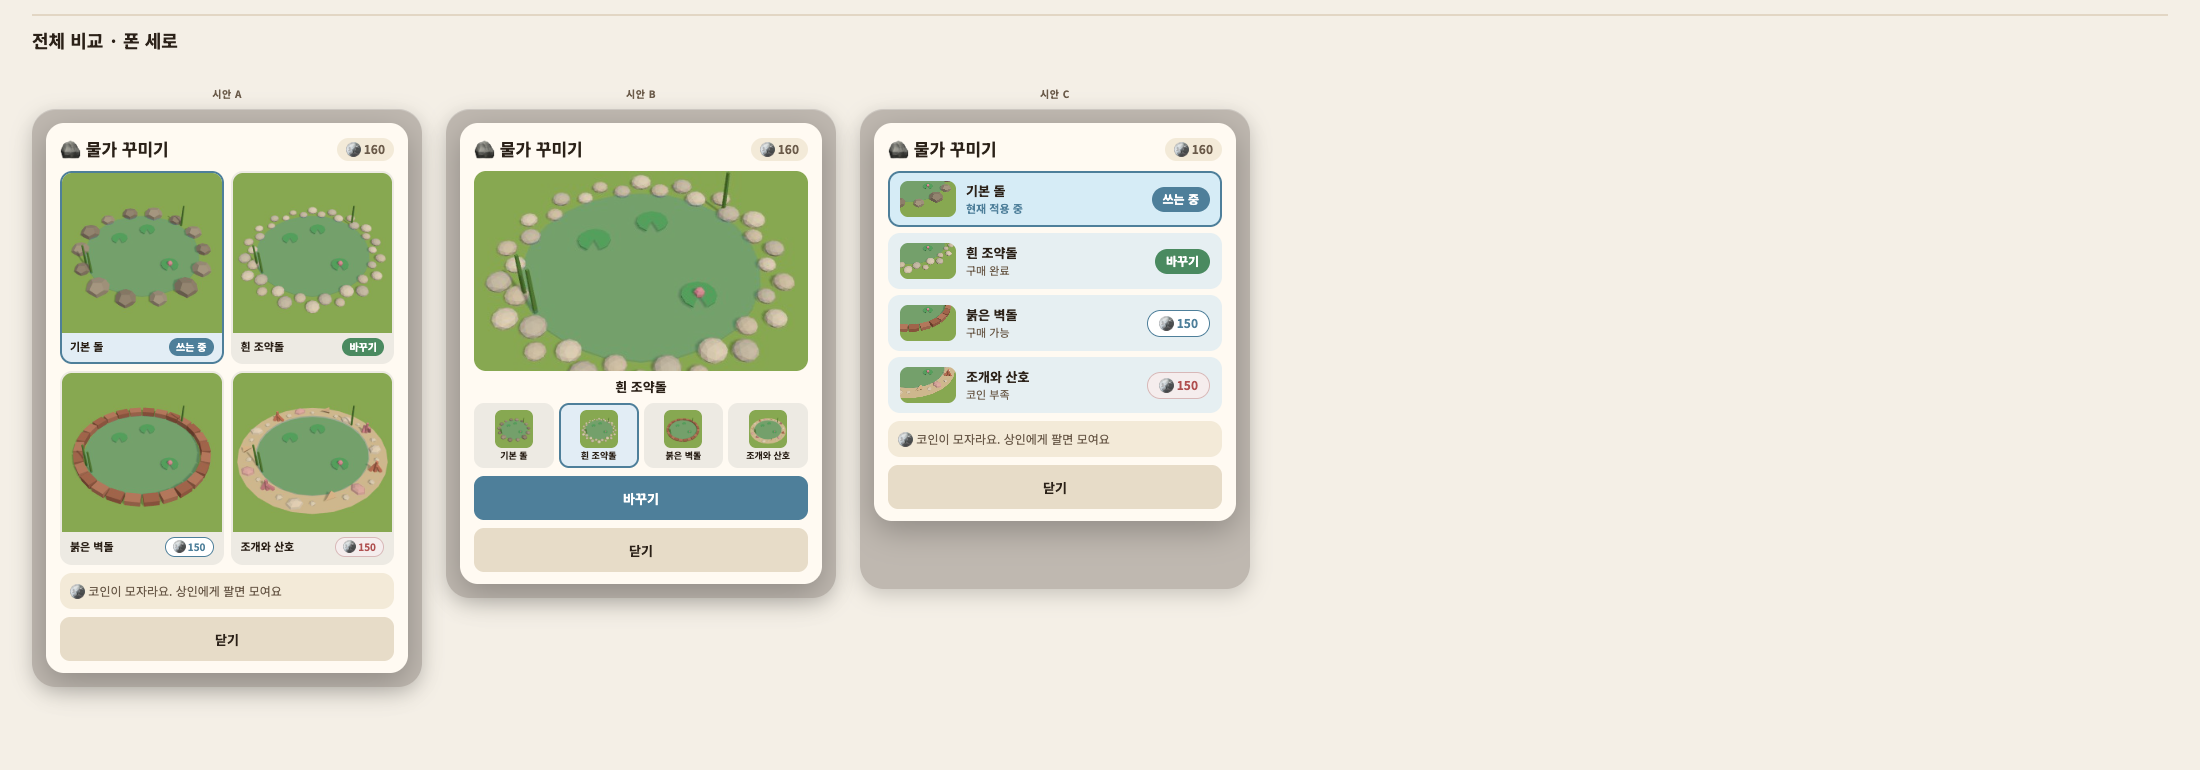 전체 비교 · 폰 세로
시안 A
물가 꾸미기
160
기본 돌
쓰는 중
흰 조약돌
바꾸기
붉은 벽돌
150
조개와 산호
150
코인이 모자라요. 상인에게 팔면 모여요
닫기
시안 B
물가 꾸미기
160
흰 조약돌
기본 돌
흰 조약돌
붉은 벽돌
조개와 산호
바꾸기
닫기
시안 C
물가 꾸미기
160
기본 돌
현재 적용 중
쓰는 중
흰 조약돌
구매 완료
바꾸기
붉은 벽돌
구매 가능
150
조개와 산호
코인 부족
150
코인이 모자라요. 상인에게 팔면 모여요
닫기